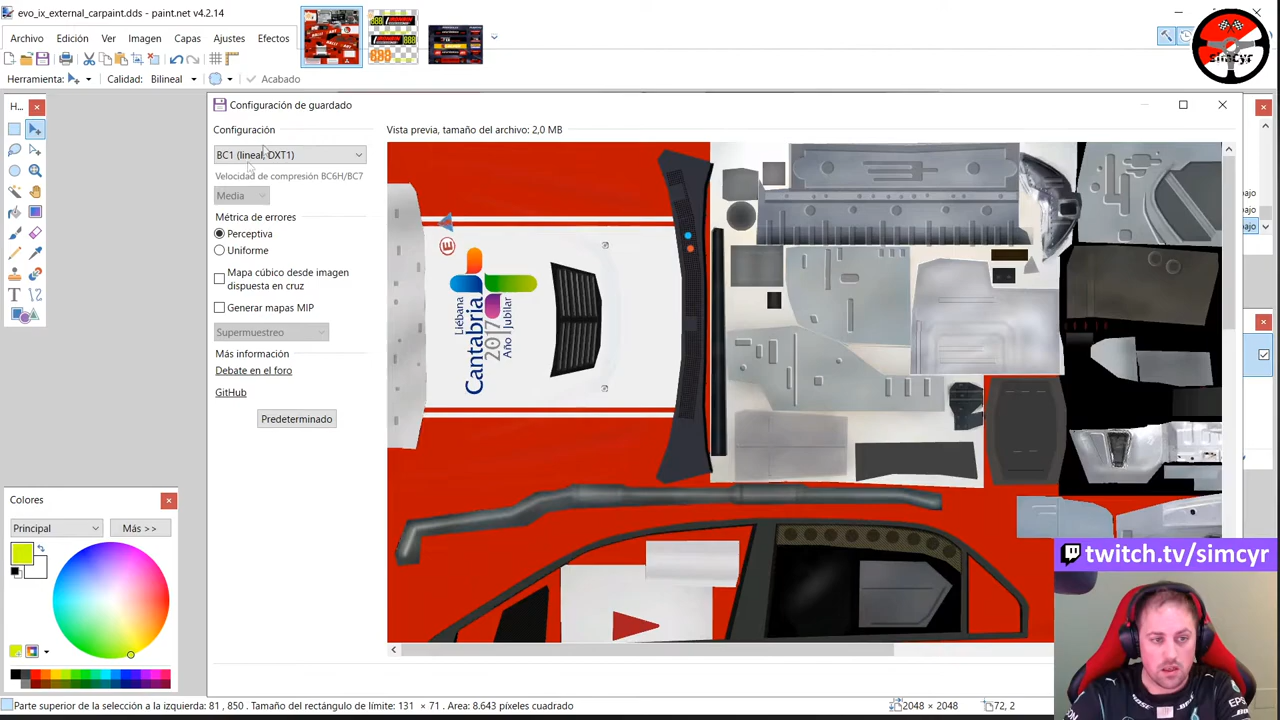 evo_ix_external_carpaint.dds - paint.net v4.2.14
Archivo Edición Imagen Ajustes Efectos
Herramienta: Calidad: Bilineal Acabado
SimCyr
H...
Configuración de guardado
Configuración
BC1 (lineal, DXT1)
Velocidad de compresión BC6H/BC7
Media
Métrica de errores
Perceptiva
Uniforme
Mapa cúbico desde imagen
dispuesta en cruz
Generar mapas MIP
Supermuestreo
Más información
Debate en el foro
GitHub
Predeterminado
Vista previa, tamaño del archivo: 2,0 MB
E
Liébana
Cantabria
2017
Año Jubilar
bajo
bajo
bajo
Colores
Principal
Más >>
twitch.tv/simcyr
Parte superior de la selección a la izquierda: 81 , 850 . Tamaño del rectángulo de límite: 131 × 71 . Área: 8.643 píxeles cuadrado
2048 × 2048
72, 2